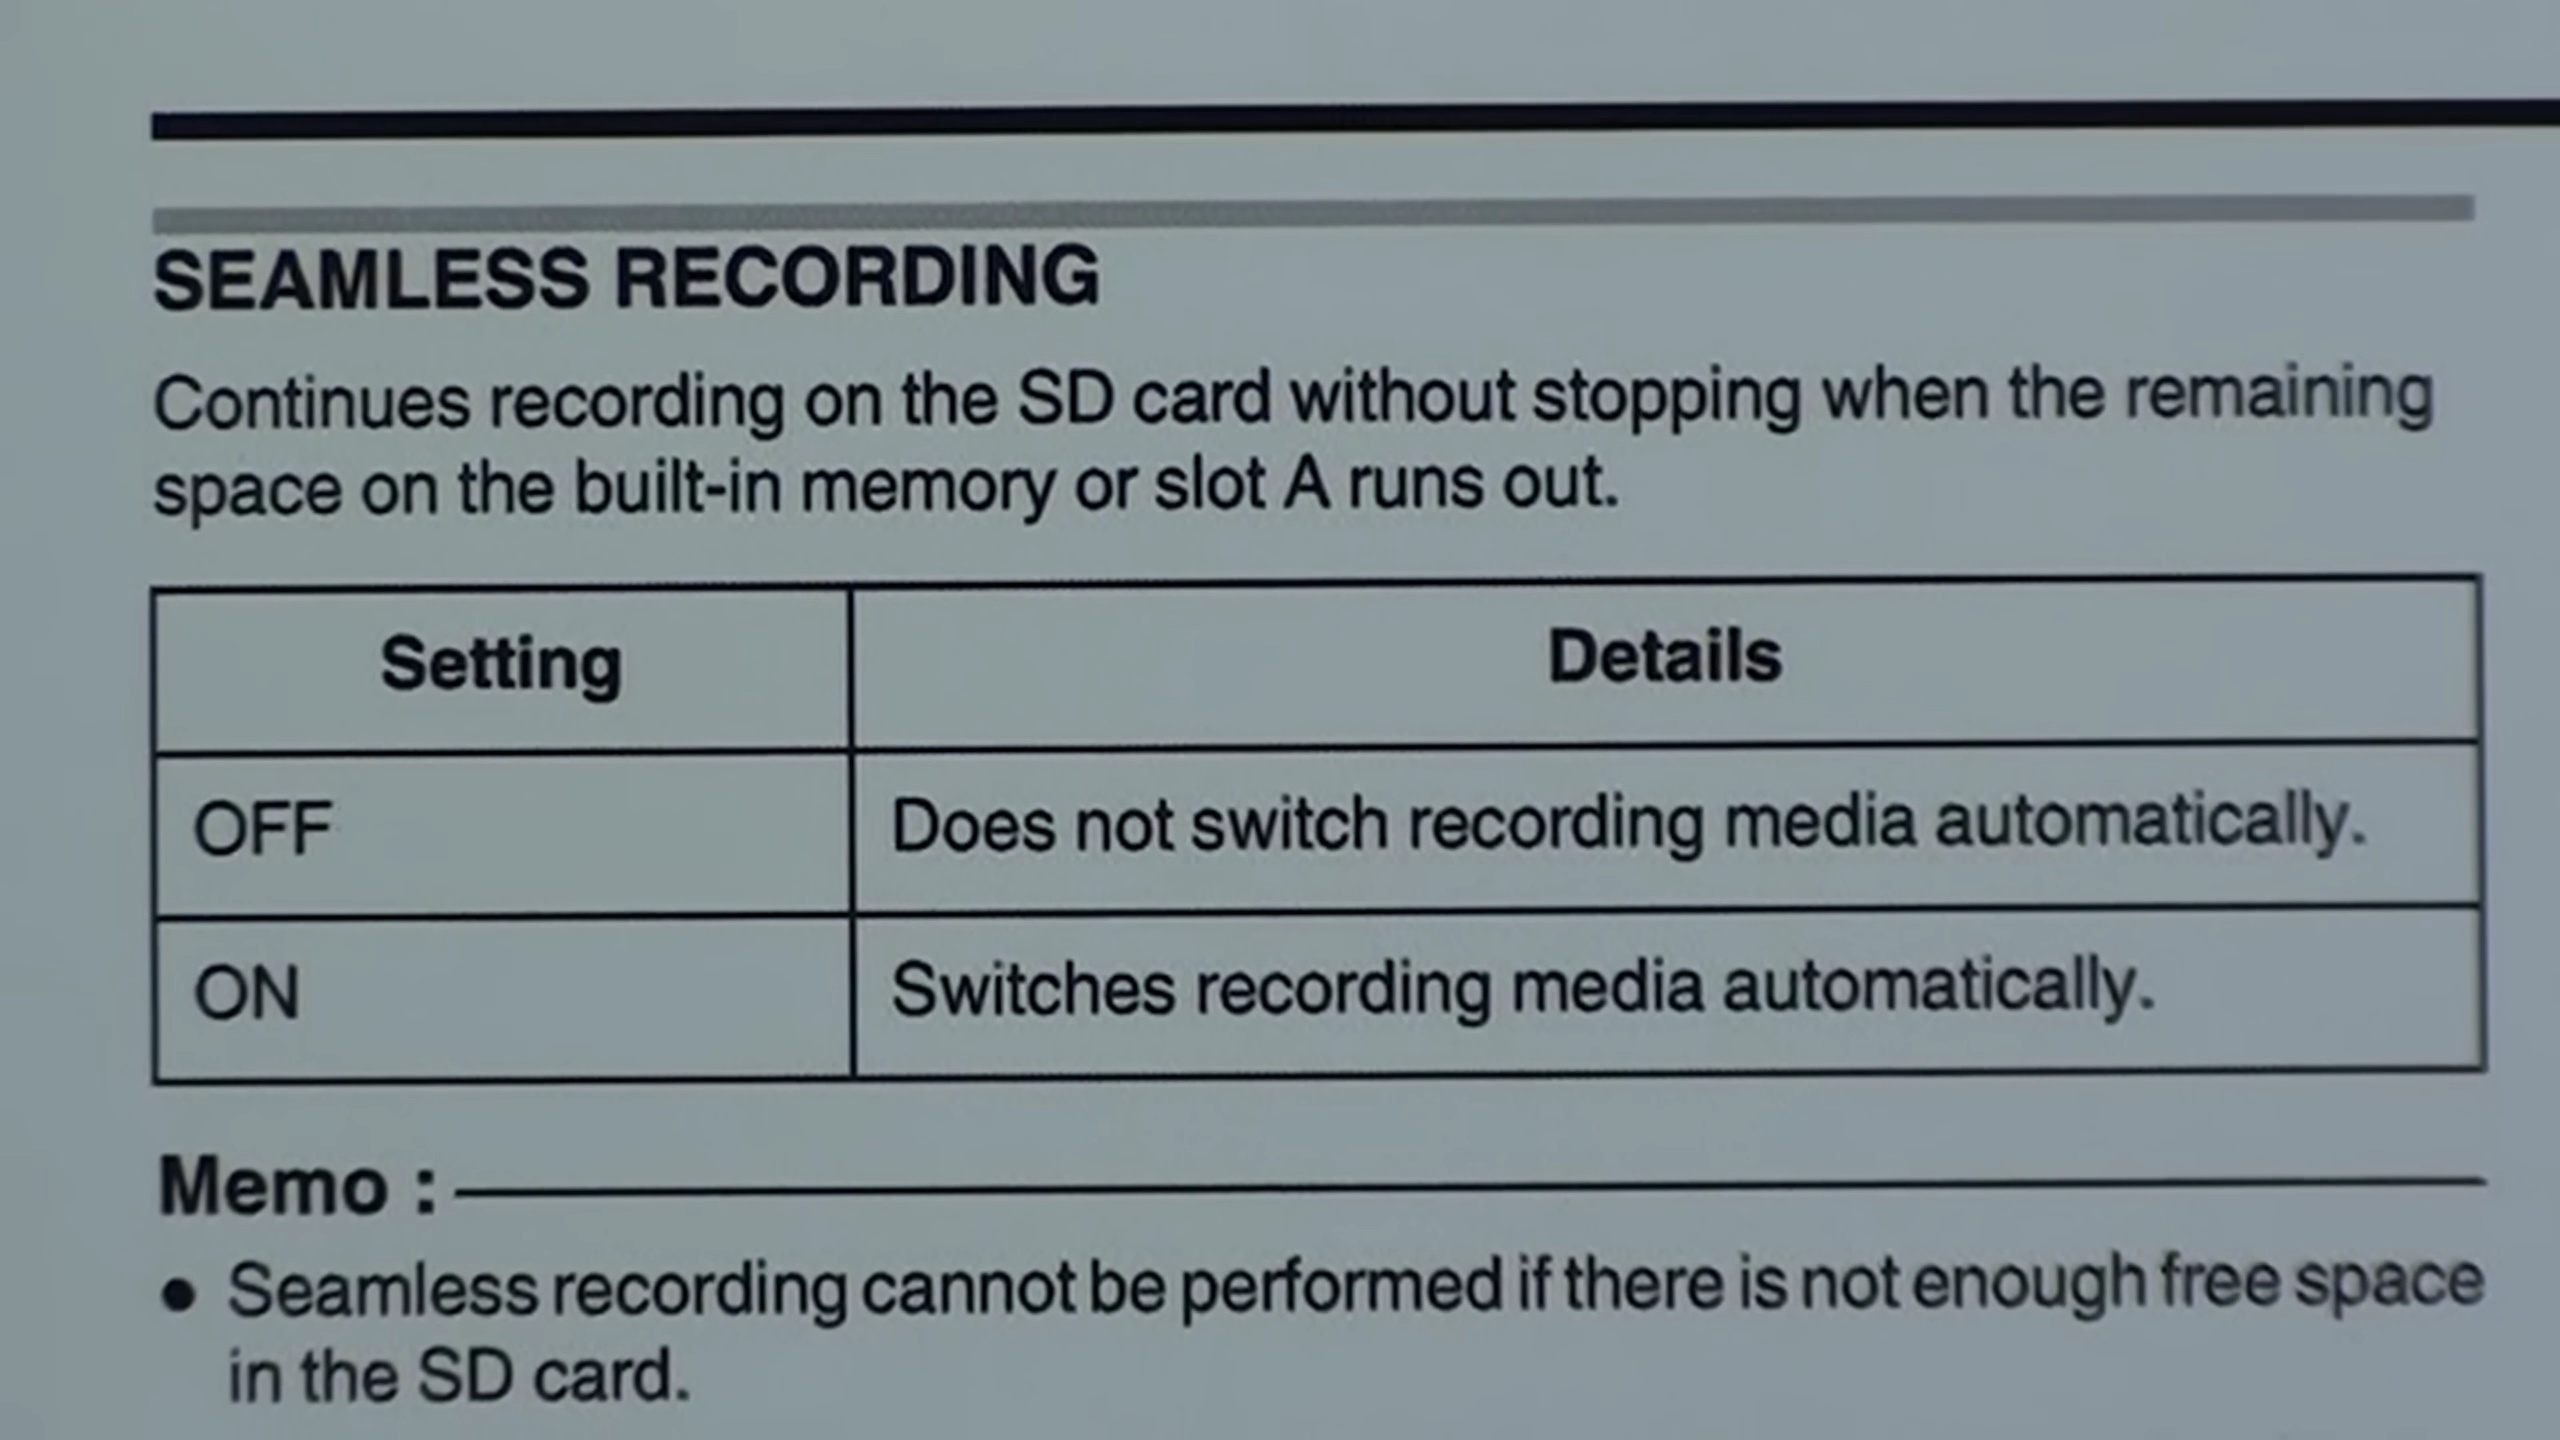 SEAMLESS RECORDING
Continues recording on the SD card without stopping when the remaining
space on the built-in memory or slot A runs out.
Setting Details
OFF Does not switch recording media automatically.
ON Switches recording media automatically.
Memo :
● Seamless recording cannot be performed if there is not enough free space
in the SD card.